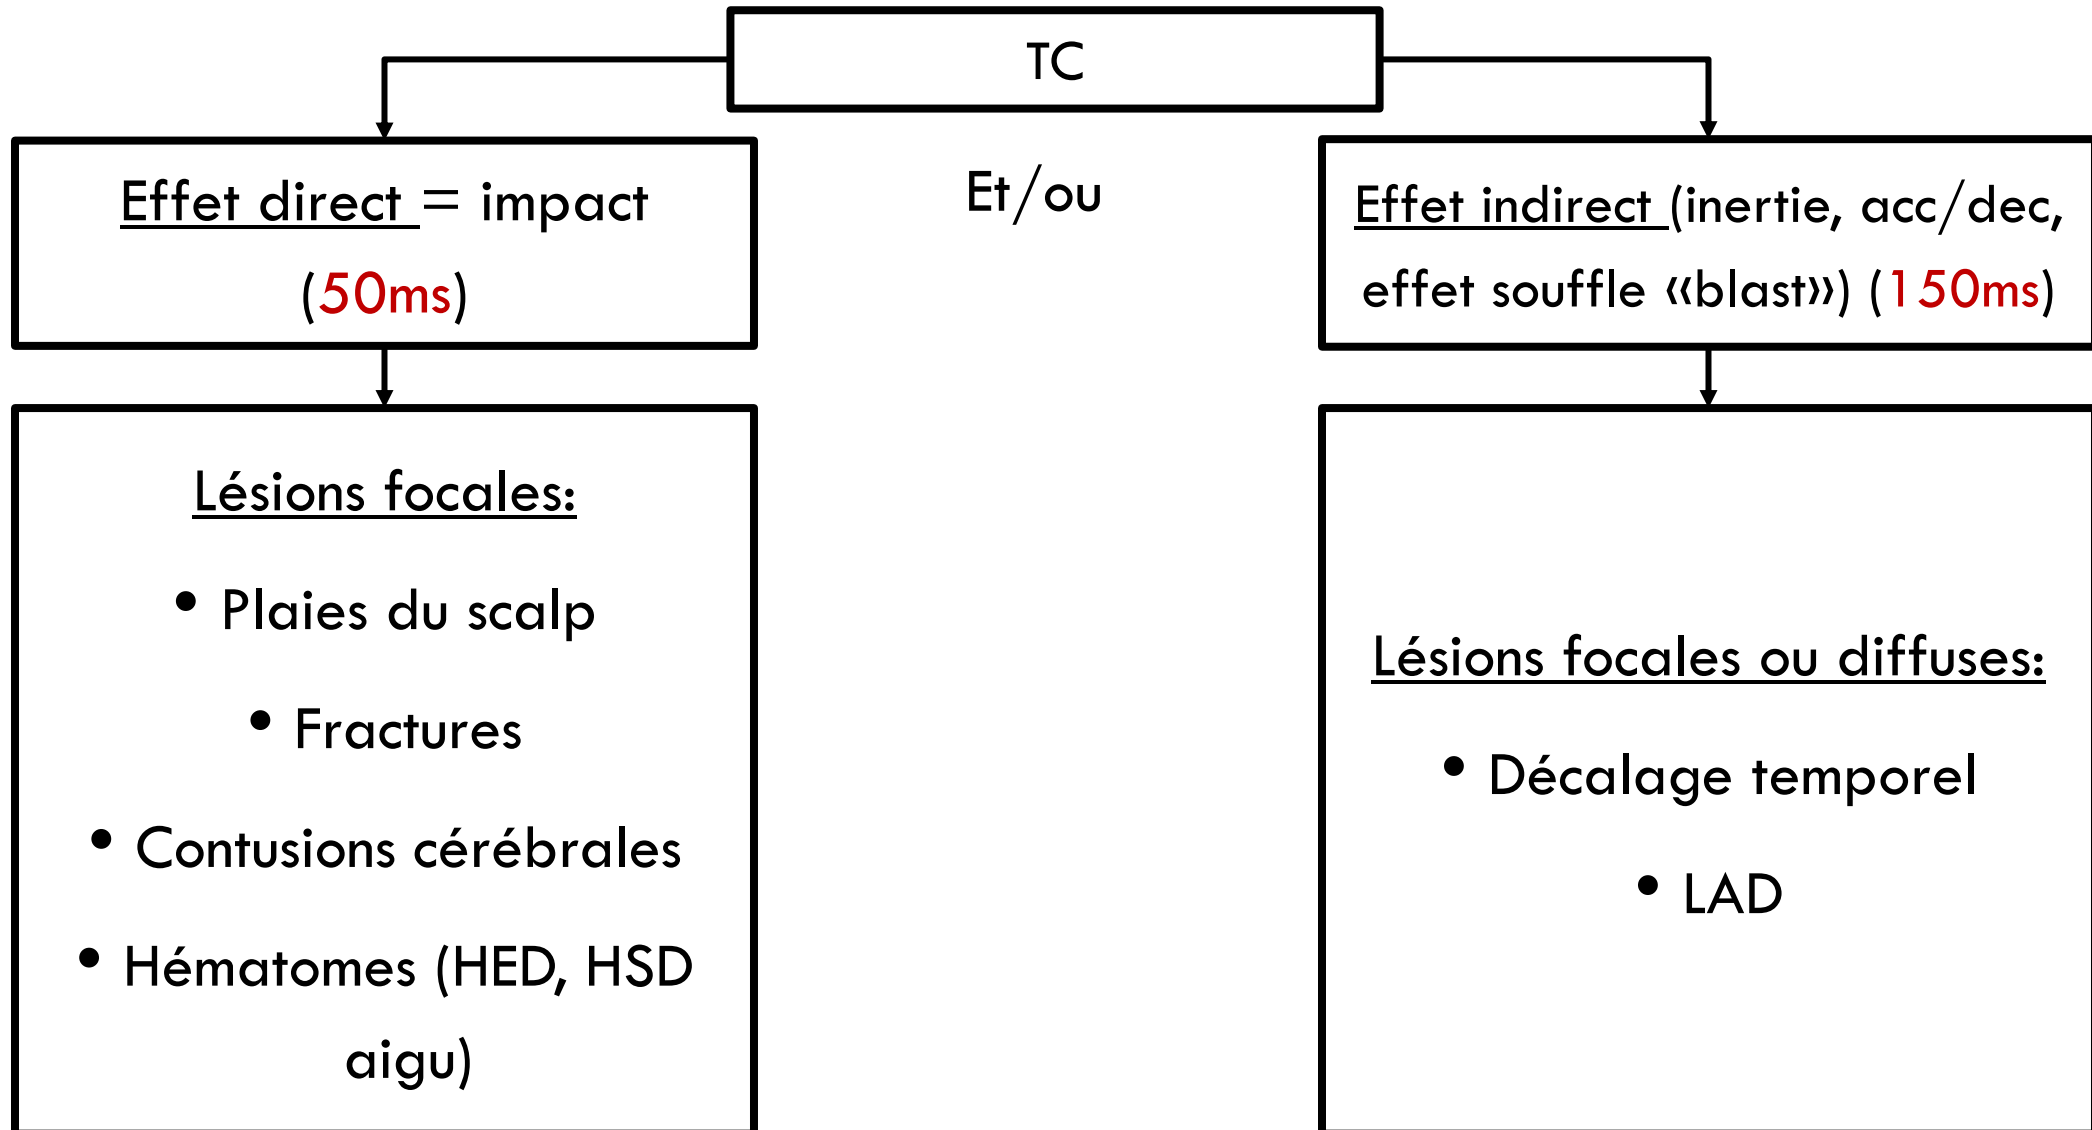 TC
Effet direct = impact
(50ms)
Et/ou
Effet indirect (inertie, acc/dec,
effet souffle «blast») (150ms)
Lésions focales:
• Plaies du scalp
• Fractures
• Contusions cérébrales
• Hématomes (HED, HSD
aigu)
Lésions focales ou diffuses:
• Décalage temporel
• LAD